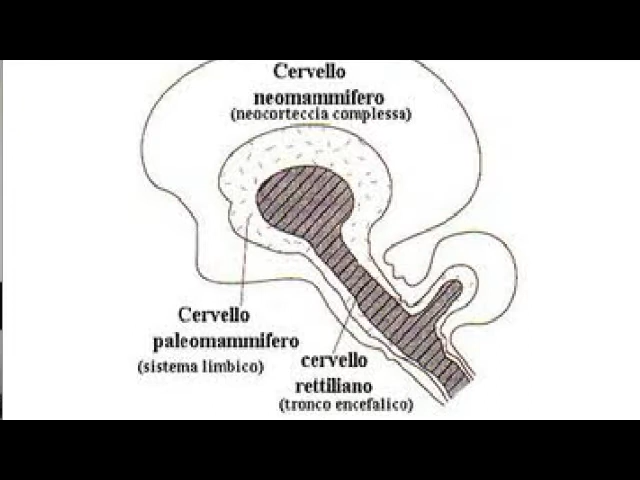 Cervello
neomammifero
(neocorteccia complessa)
Cervello
paleomammifero
(sistema limbico)
cervello
rettiliano
(tronco encefalico)